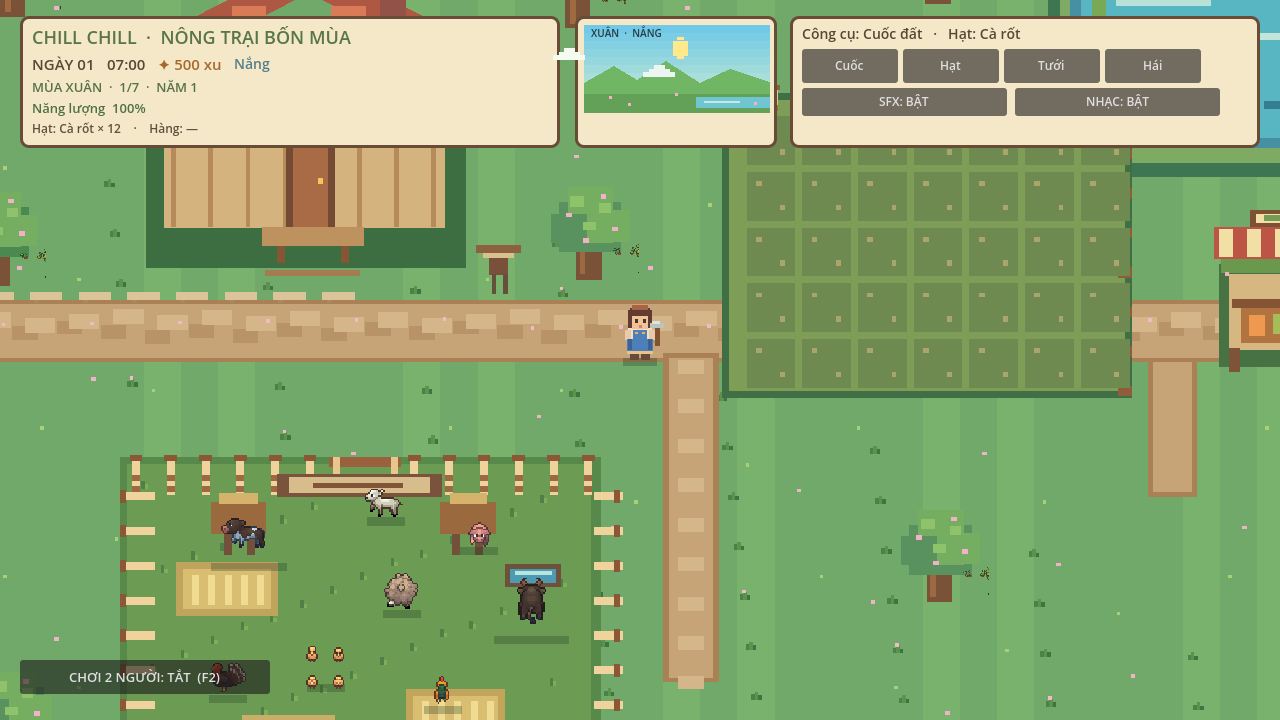 CHILL CHILL · NÔNG TRẠI BỐN MÙA
NGÀY 01 07:00 ✦ 500 xu Nắng
MÙA XUÂN · 1/7 · NĂM 1
Năng lượng 100%
Hạt: Cà rốt × 12 · Hàng: —
XUÂN · NẮNG
Công cụ: Cuốc đất · Hạt: Cà rốt
Cuốc Hạt Tưới Hái
SFX: BẬT NHẠC: BẬT
CHƠI 2 NGƯỜI: TẮT (F2)